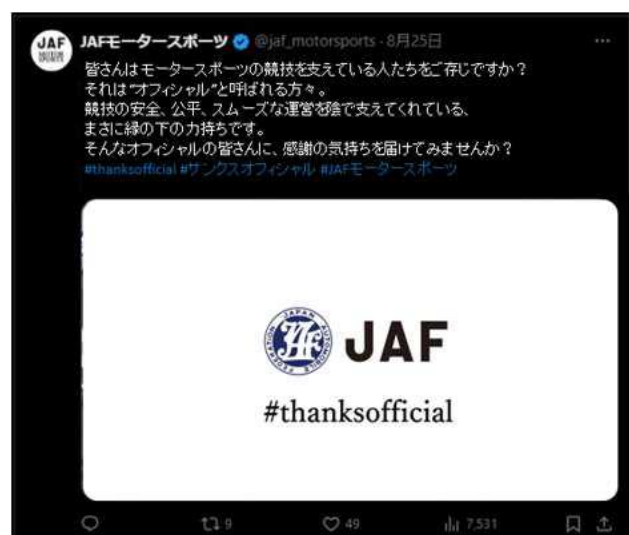 JAFモータースポーツ @jaf_motorsports・8月25日
皆さんはモータースポーツの競技を支えている人たちをご存じですか？
それは"オフィシャル"と呼ばれる方々。
競技の安全、公平、スムーズな運営を陰で支えてくれている、
まさに縁の下の力持ちです。
そんなオフィシャルの皆さんに、感謝の気持ちを届けてみませんか？
#thanksofficial #サンクスオフィシャル #JAFモータースポーツ
JAPAN AUTOMOBILE FEDERATION
JAF
#thanksofficial
9 49 7,531